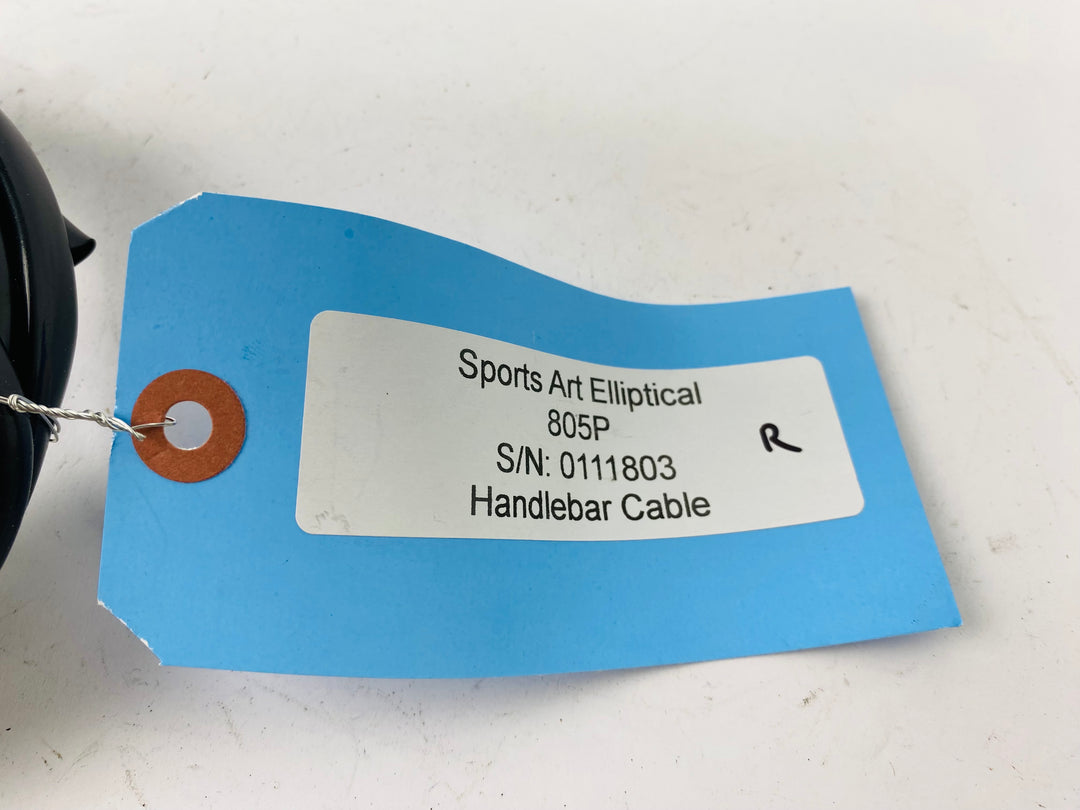 Sports Art Elliptical
805P
R
S/N: 0111803
Handlebar Cable